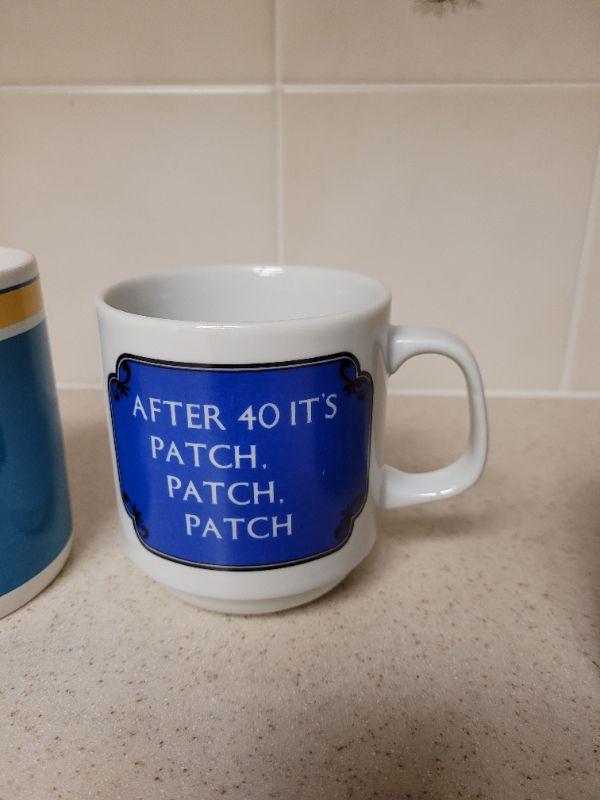 AFTER 40 IT'S
PATCH,
PATCH,
PATCH